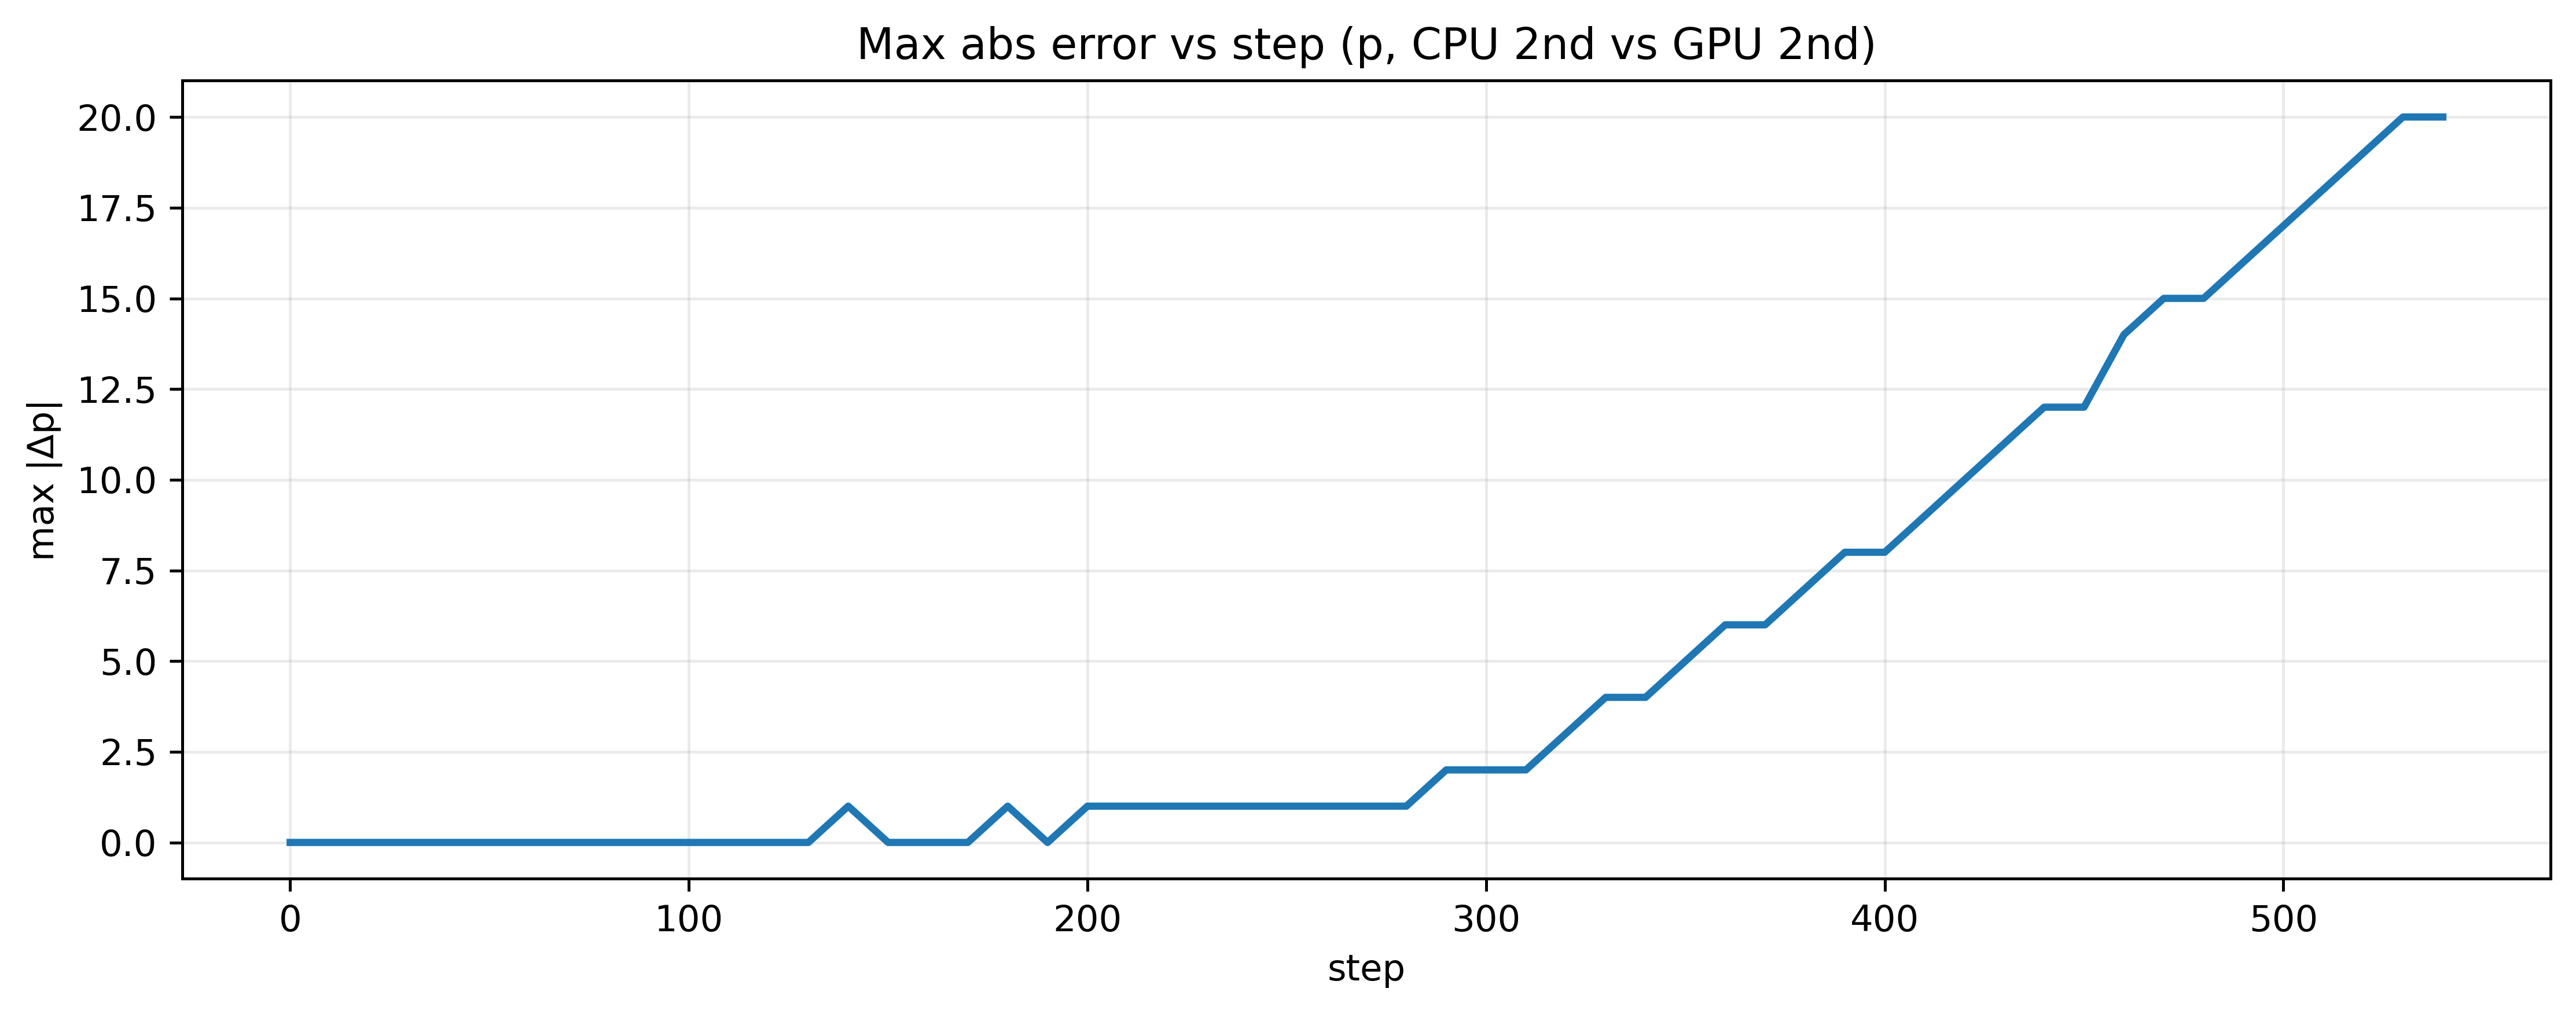 Max abs error vs step (p, CPU 2nd vs GPU 2nd)
20.0
17.5
15.0
12.5
10.0
7.5
5.0
2.5
0.0
max |Δp|
0 100 200 300 400 500
step